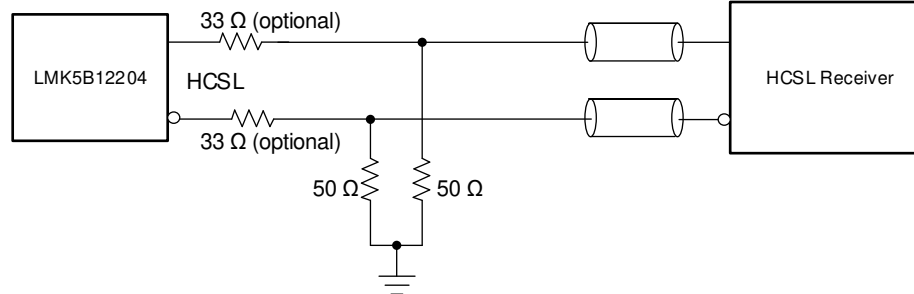 33 Ω (optional)
LMK5B12204
HCSL
HCSL Receiver
33 Ω (optional)
50 Ω
50 Ω